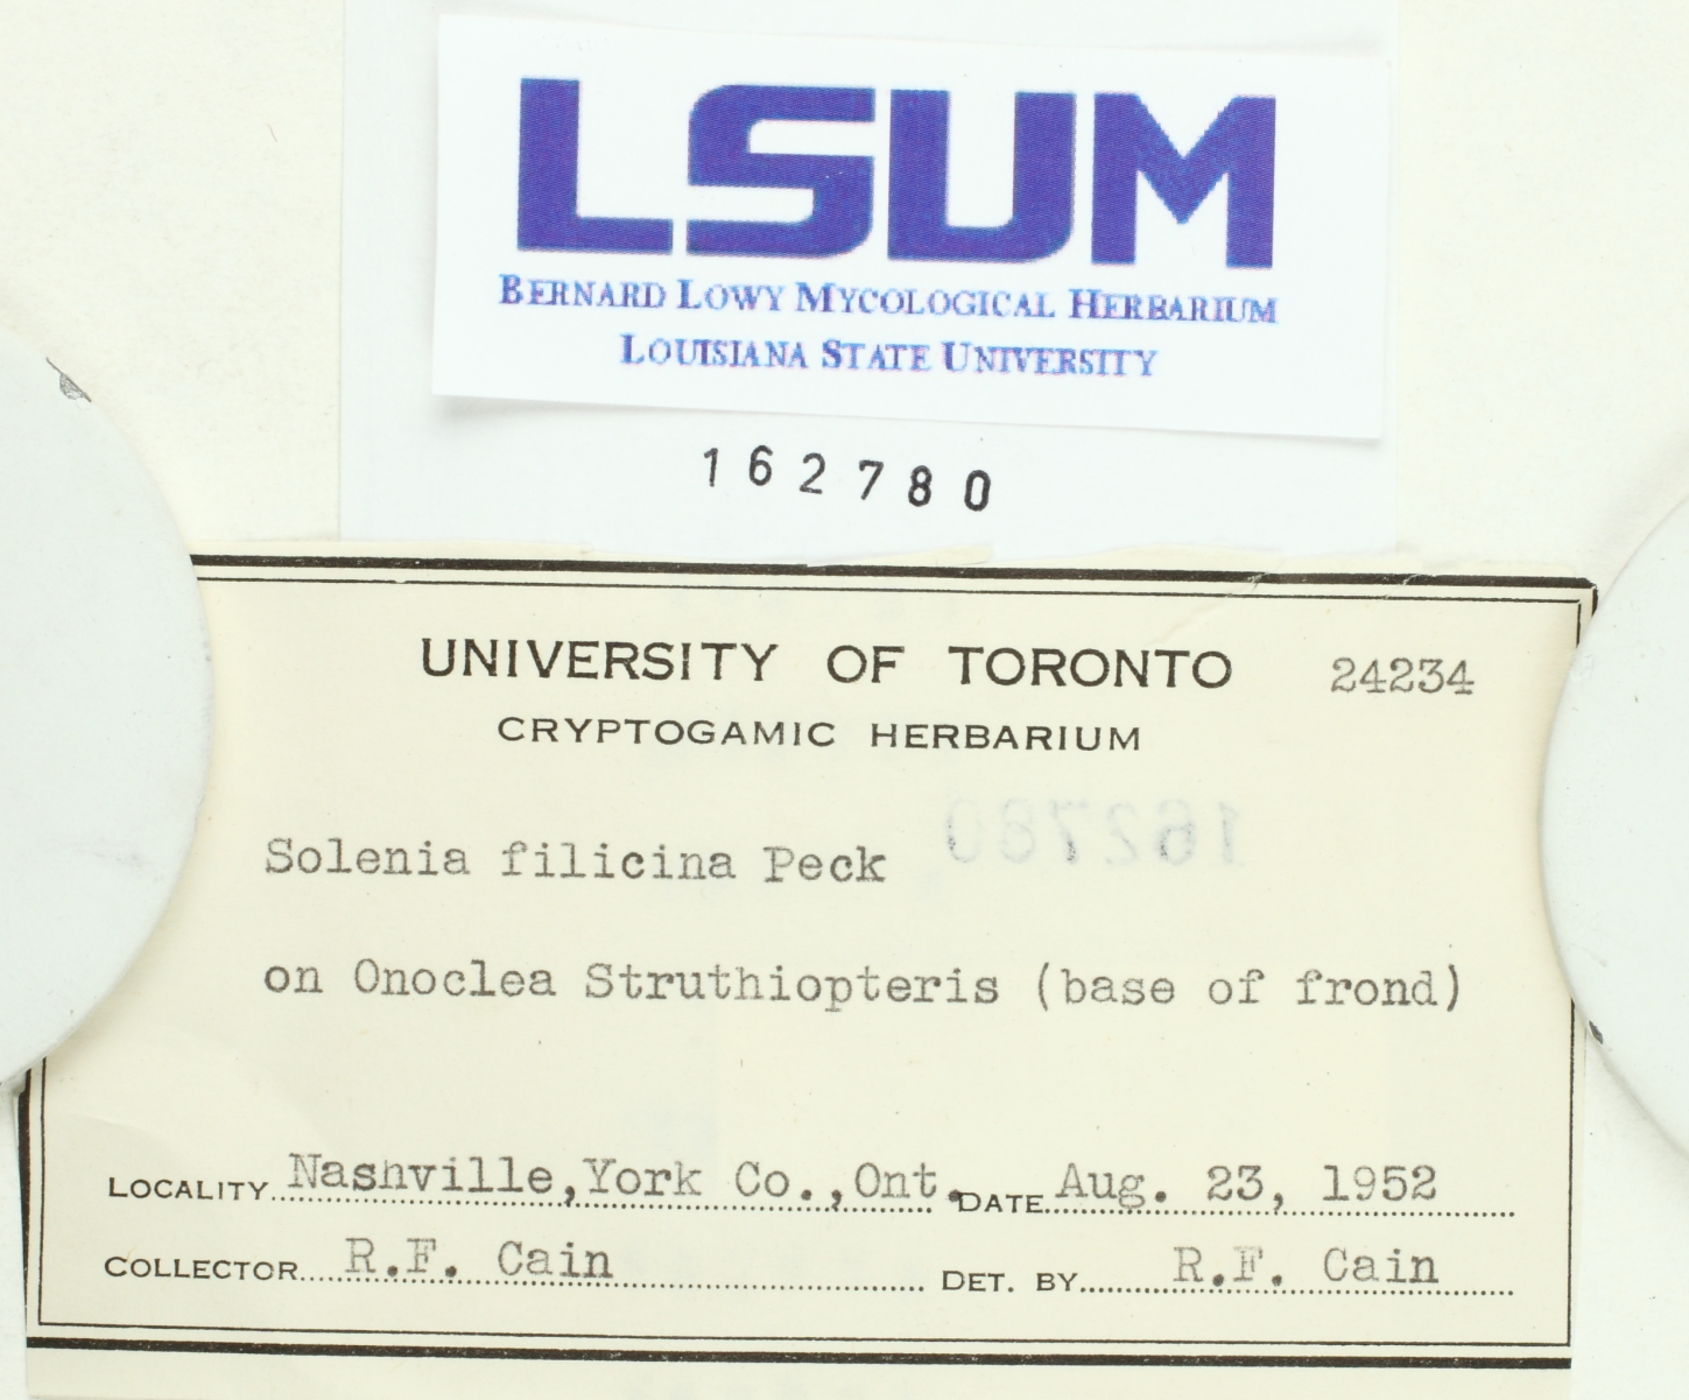 LSUM
BERNARD LOWY MYCOLOGICAL HERBARIUM
LOUISIANA STATE UNIVERSITY
162780
UNIVERSITY OF TORONTO 24234
CRYPTOGAMIC HERBARIUM
162780
Solenia filicina Peck
on Onoclea Struthiopteris (base of frond)
LOCALITY Nashville,York Co.,Ont. DATE Aug. 23, 1952
COLLECTOR R.F. Cain DET. BY R.F. Cain